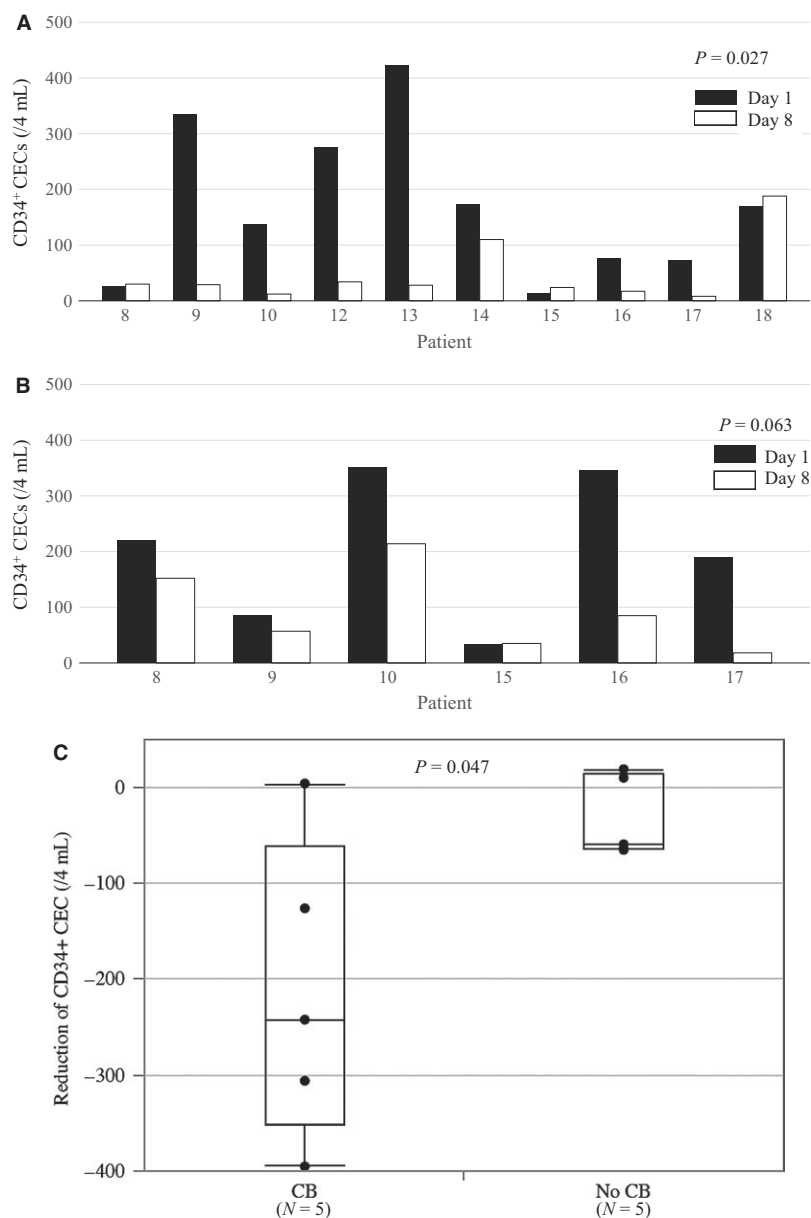 A
CD34⁺ CECs (/4 mL)
500
400
300
200
100
0
P = 0.027
Day 1
Day 8
8 9 10 12 13 14 15 16 17 18
Patient
B
CD34⁺ CECs (/4 mL)
500
400
300
200
100
0
P = 0.063
Day 1
Day 8
8 9 10 15 16 17
Patient
C
Reduction of CD34+ CEC (/4 mL)
0
–100
–200
–300
–400
P = 0.047
CB No CB
(N = 5) (N = 5)